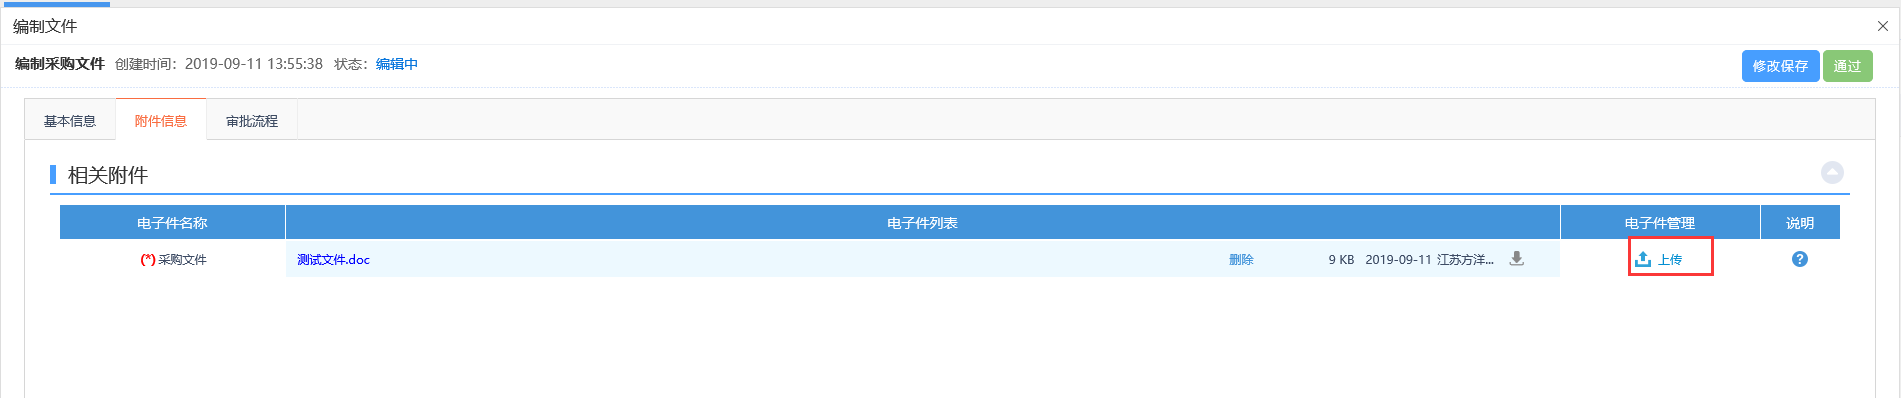 编制文件
编制采购文件 创建时间：2019-09-11 13:55:38 状态：编辑中 修改保存 通过
基本信息 附件信息 审批流程
相关附件
电子件名称 电子件列表 电子件管理 说明
(*) 采购文件 测试文件.doc 删除 9 KB 2019-09-11 江苏方洋... 上传 ?